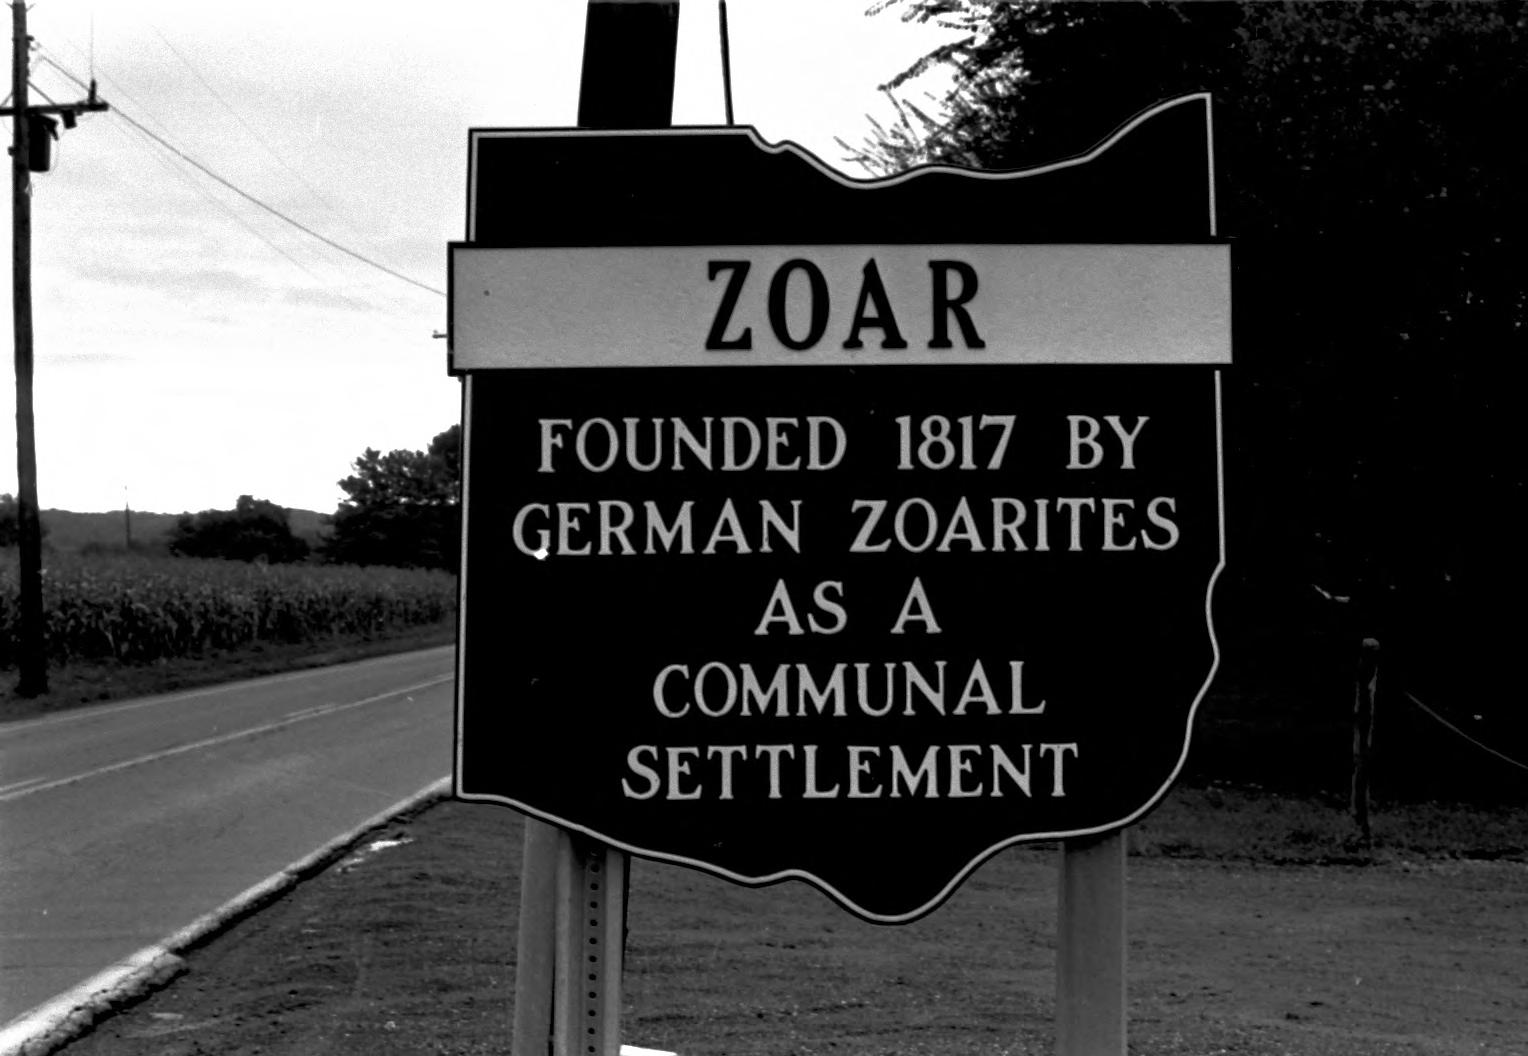 ZOAR
FOUNDED 1817 BY
GERMAN ZOARITES
AS A
COMMUNAL
SETTLEMENT